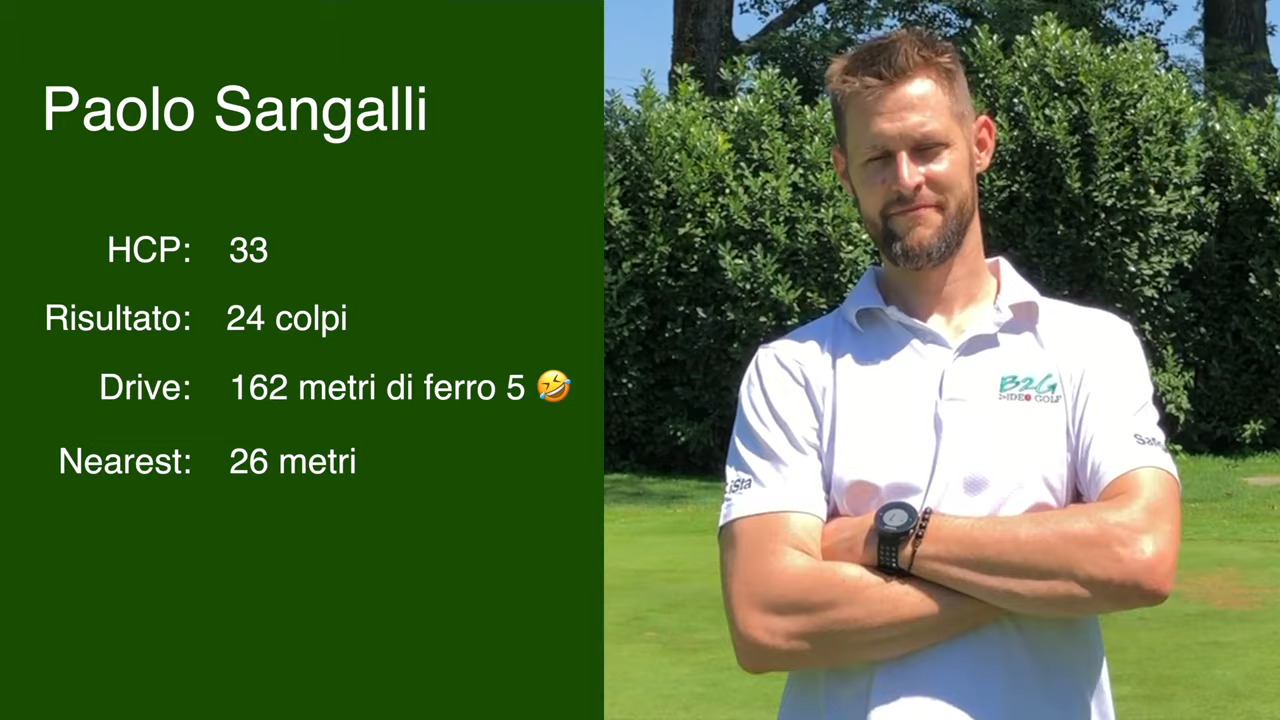 Paolo Sangalli
HCP: 33
Risultato: 24 colpi
Drive: 162 metri di ferro 5 🤣
Nearest: 26 metri
B2G
VIDEO GOLF